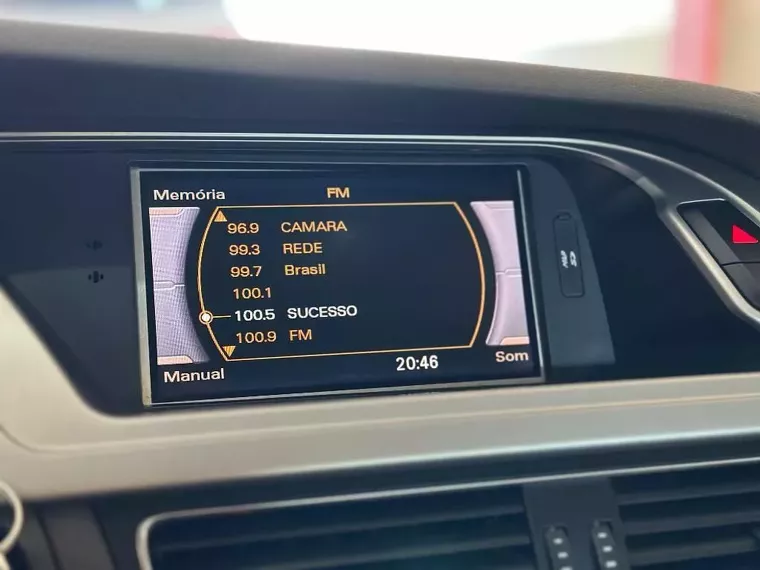 Memória FM
96.9 CAMARA
99.3 REDE
99.7 Brasil
100.1
100.5 SUCESSO
100.9 FM
Manual 20:46 Som